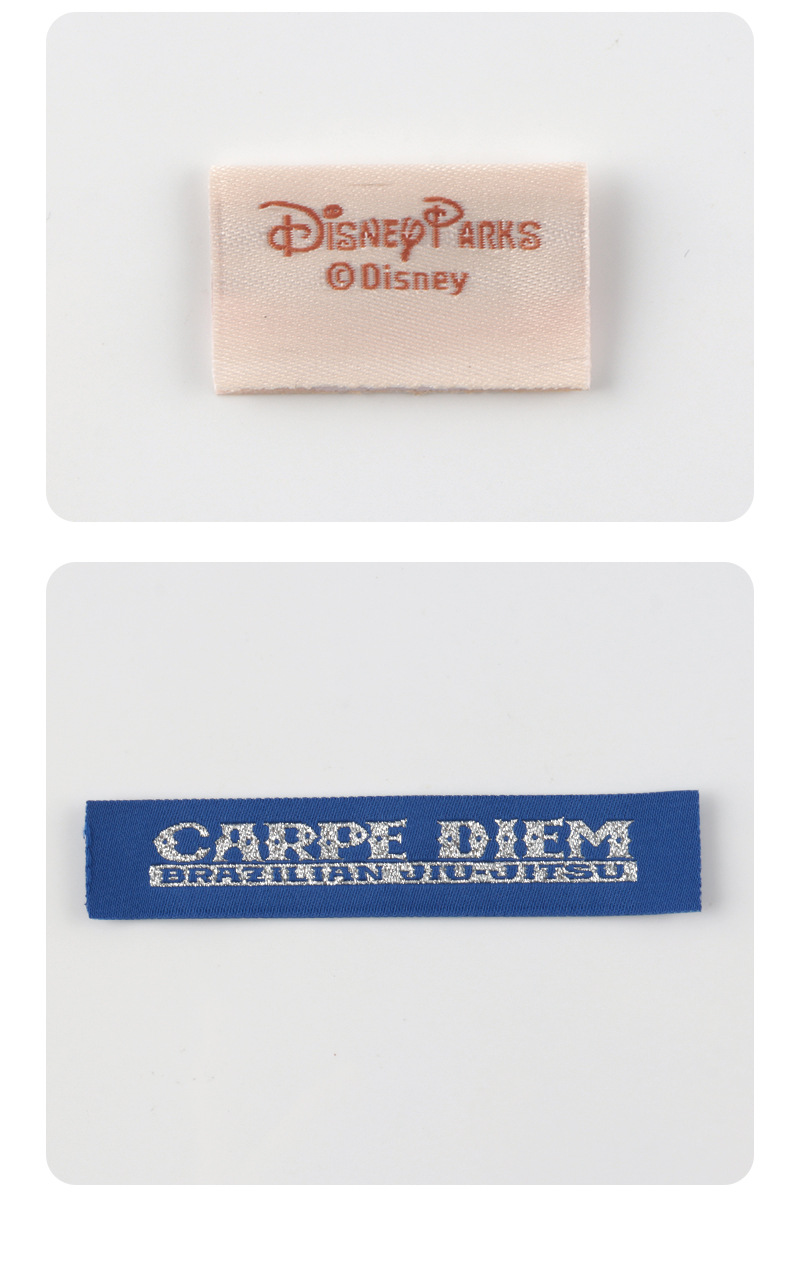 Disney Parks
©Disney
CARPE DIEM
BRAZILIAN JIU-JITSU